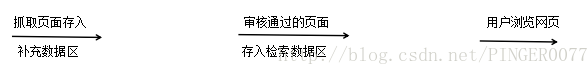 抓取页面存入
补充数据区
审核通过的页面
存入检索数据区
用户浏览网页
http://blog.csdn.net/PINGER0077